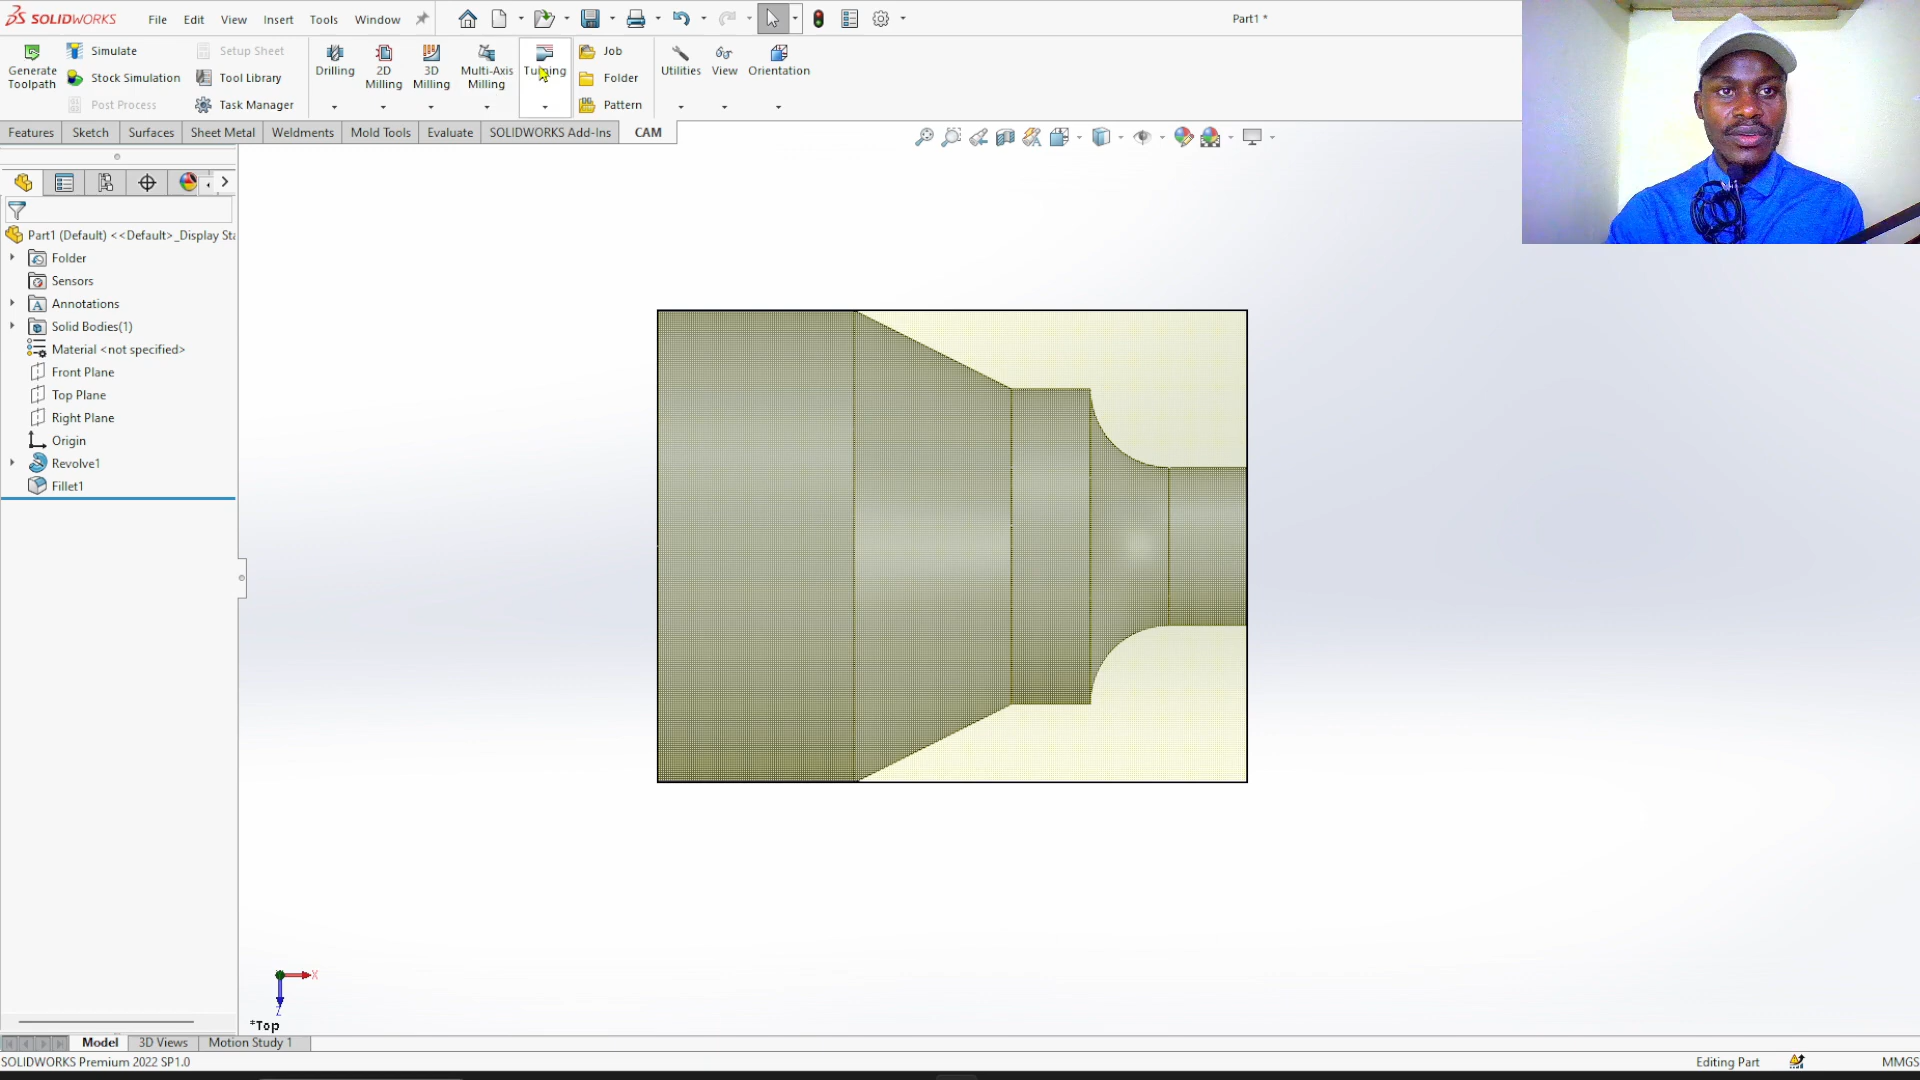 SOLIDWORKS File Edit View Insert Tools Window Part1 *
Generate Toolpath
Simulate
Stock Simulation
Post Process
Setup Sheet
Tool Library
Task Manager
Drilling
2D Milling
3D Milling
Multi-Axis Milling
Turning
Job
Folder
Pattern
Utilities
View
Orientation
Features Sketch Surfaces Sheet Metal Weldments Mold Tools Evaluate SOLIDWORKS Add-Ins CAM
Part1 (Default) <<Default>_Display Sta
Folder
Sensors
Annotations
Solid Bodies(1)
Material <not specified>
Front Plane
Top Plane
Right Plane
Origin
Revolve1
Fillet1
X
Z
*Top
Model 3D Views Motion Study 1
SOLIDWORKS Premium 2022 SP1.0 Editing Part MMGS